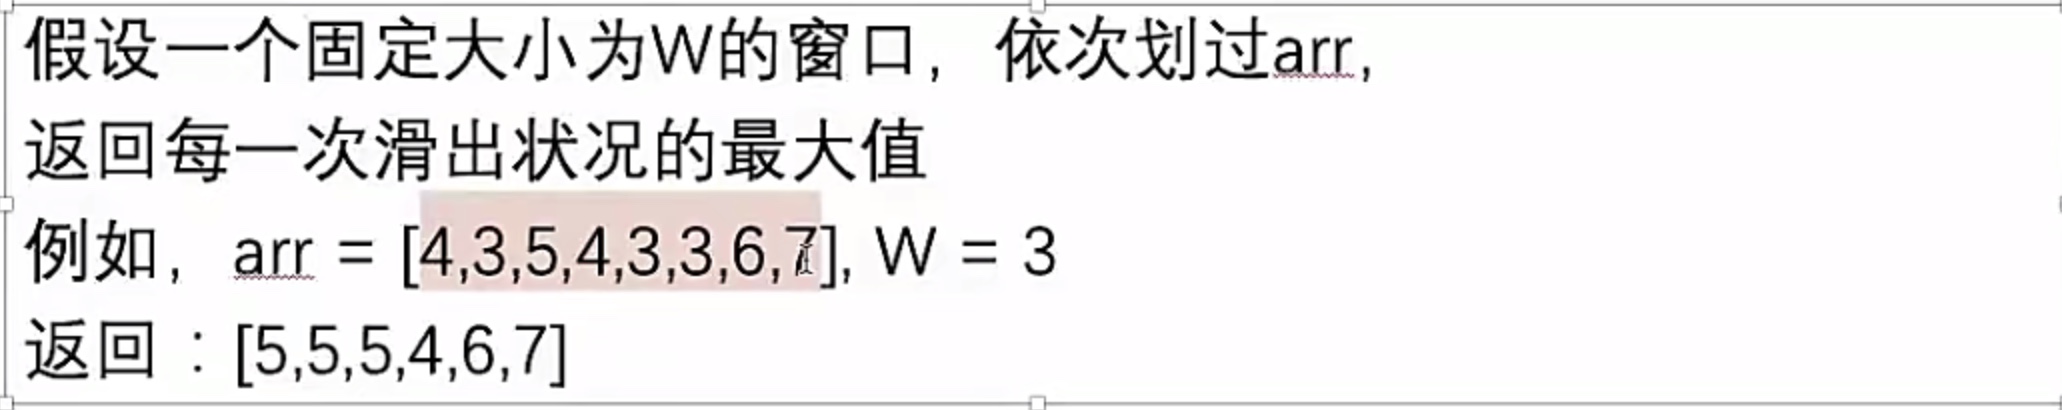 假设一个固定大小为W的窗口，依次划过arr,
返回每一次滑出状况的最大值
例如，arr = [4,3,5,4,3,3,6,7], W = 3
返回：[5,5,5,4,6,7]